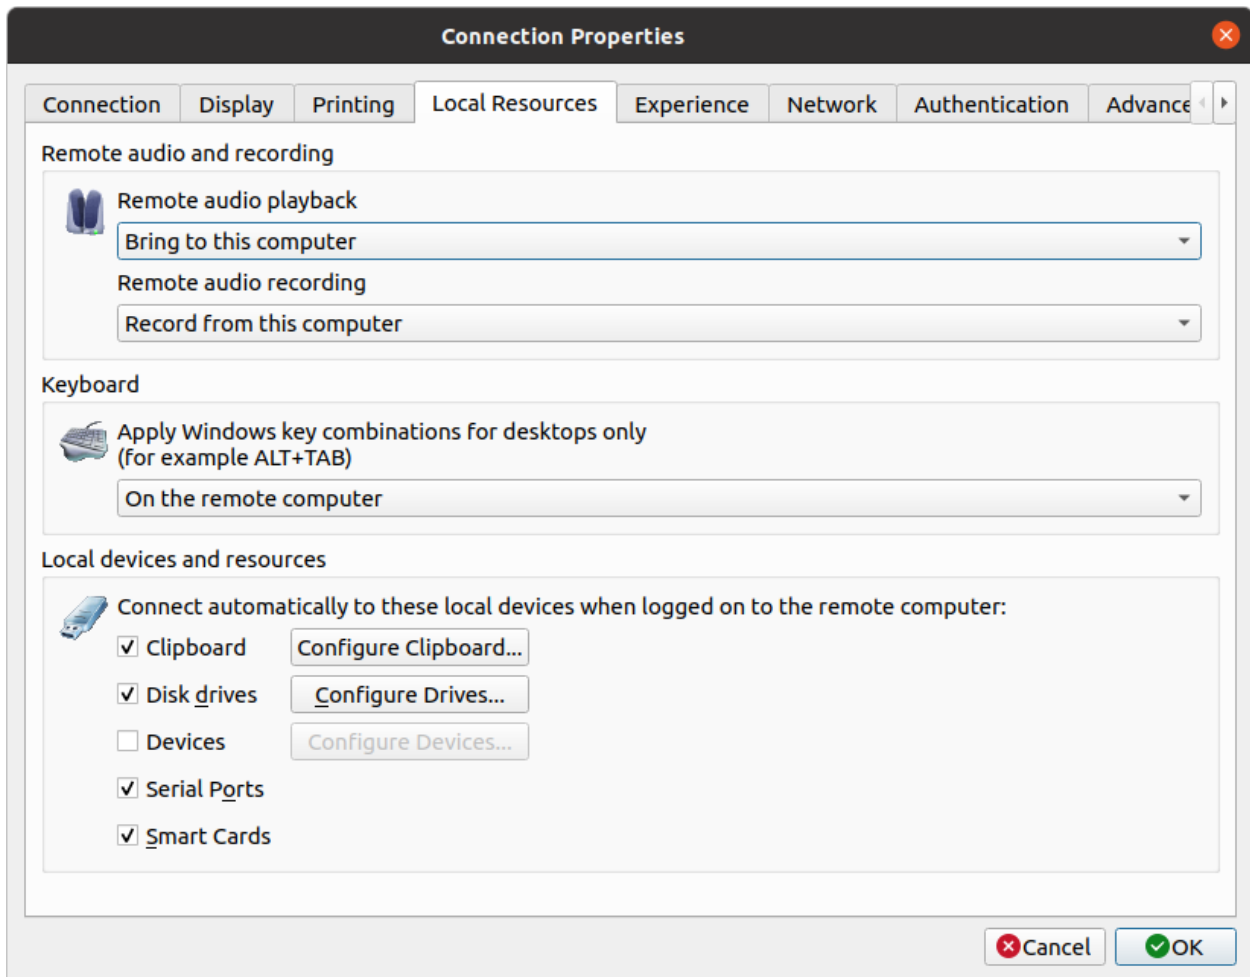 Connection Properties
Connection Display Printing Local Resources Experience Network Authentication Advance
Remote audio and recording
Remote audio playback
Bring to this computer
Remote audio recording
Record from this computer
Keyboard
Apply Windows key combinations for desktops only
(for example ALT+TAB)
On the remote computer
Local devices and resources
Connect automatically to these local devices when logged on to the remote computer:
Clipboard Configure Clipboard...
Disk drives Configure Drives...
Devices Configure Devices...
Serial Ports
Smart Cards
Cancel OK